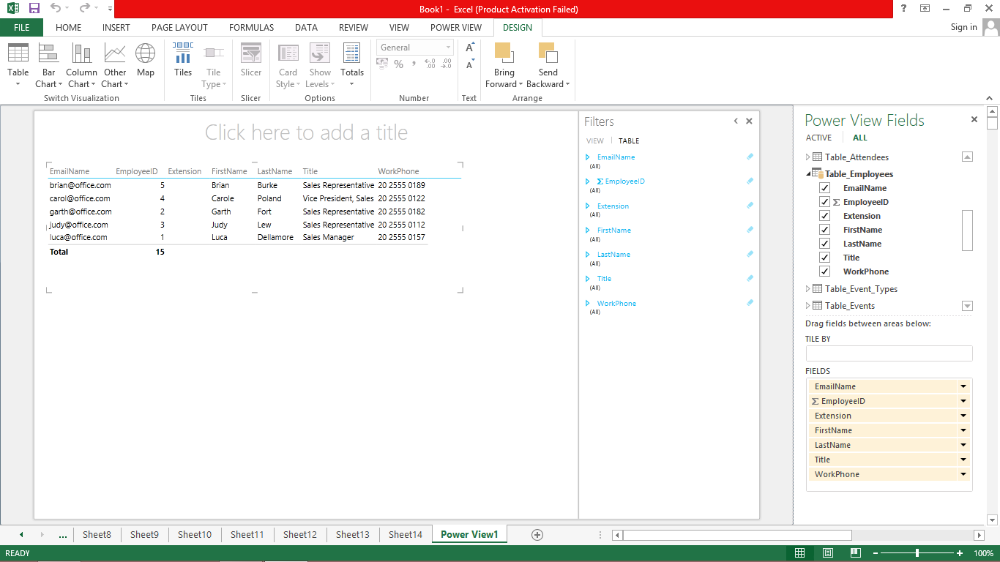 Book1 - Excel (Product Activation Failed)
FILE HOME INSERT PAGE LAYOUT FORMULAS DATA REVIEW VIEW POWER VIEW DESIGN Sign in
Table
Bar Chart
Column Chart
Other Chart
Map
Switch Visualization
Tiles
Tile Type
Tiles
Slicer
Slicer
Card Style
Show Levels
Totals
Options
General
% , .00 .00
Number
A A
Text
Bring Forward
Send Backward
Arrange
Click here to add a title
EmailName EmployeeID Extension FirstName LastName Title WorkPhone
brian@office.com 5 Brian Burke Sales Representative 20 2555 0189
carol@office.com 4 Carole Poland Vice President, Sales 20 2555 0122
garth@office.com 2 Garth Fort Sales Representative 20 2555 0182
judy@office.com 3 Judy Lew Sales Representative 20 2555 0112
luca@office.com 1 Luca Dellamore Sales Manager 20 2555 0157
Total 15
Filters
VIEW TABLE
EmailName
(All)
Σ EmployeeID
(All)
Extension
(All)
FirstName
(All)
LastName
(All)
Title
(All)
WorkPhone
(All)
Power View Fields
ACTIVE ALL
Table_Attendees
Table_Employees
EmailName
Σ EmployeeID
Extension
FirstName
LastName
Title
WorkPhone
Table_Event_Types
Table_Events
Drag fields between areas below:
TILE BY
FIELDS
EmailName
Σ EmployeeID
Extension
FirstName
LastName
Title
WorkPhone
... Sheet8 Sheet9 Sheet10 Sheet11 Sheet12 Sheet13 Sheet14 Power View1
READY 100%